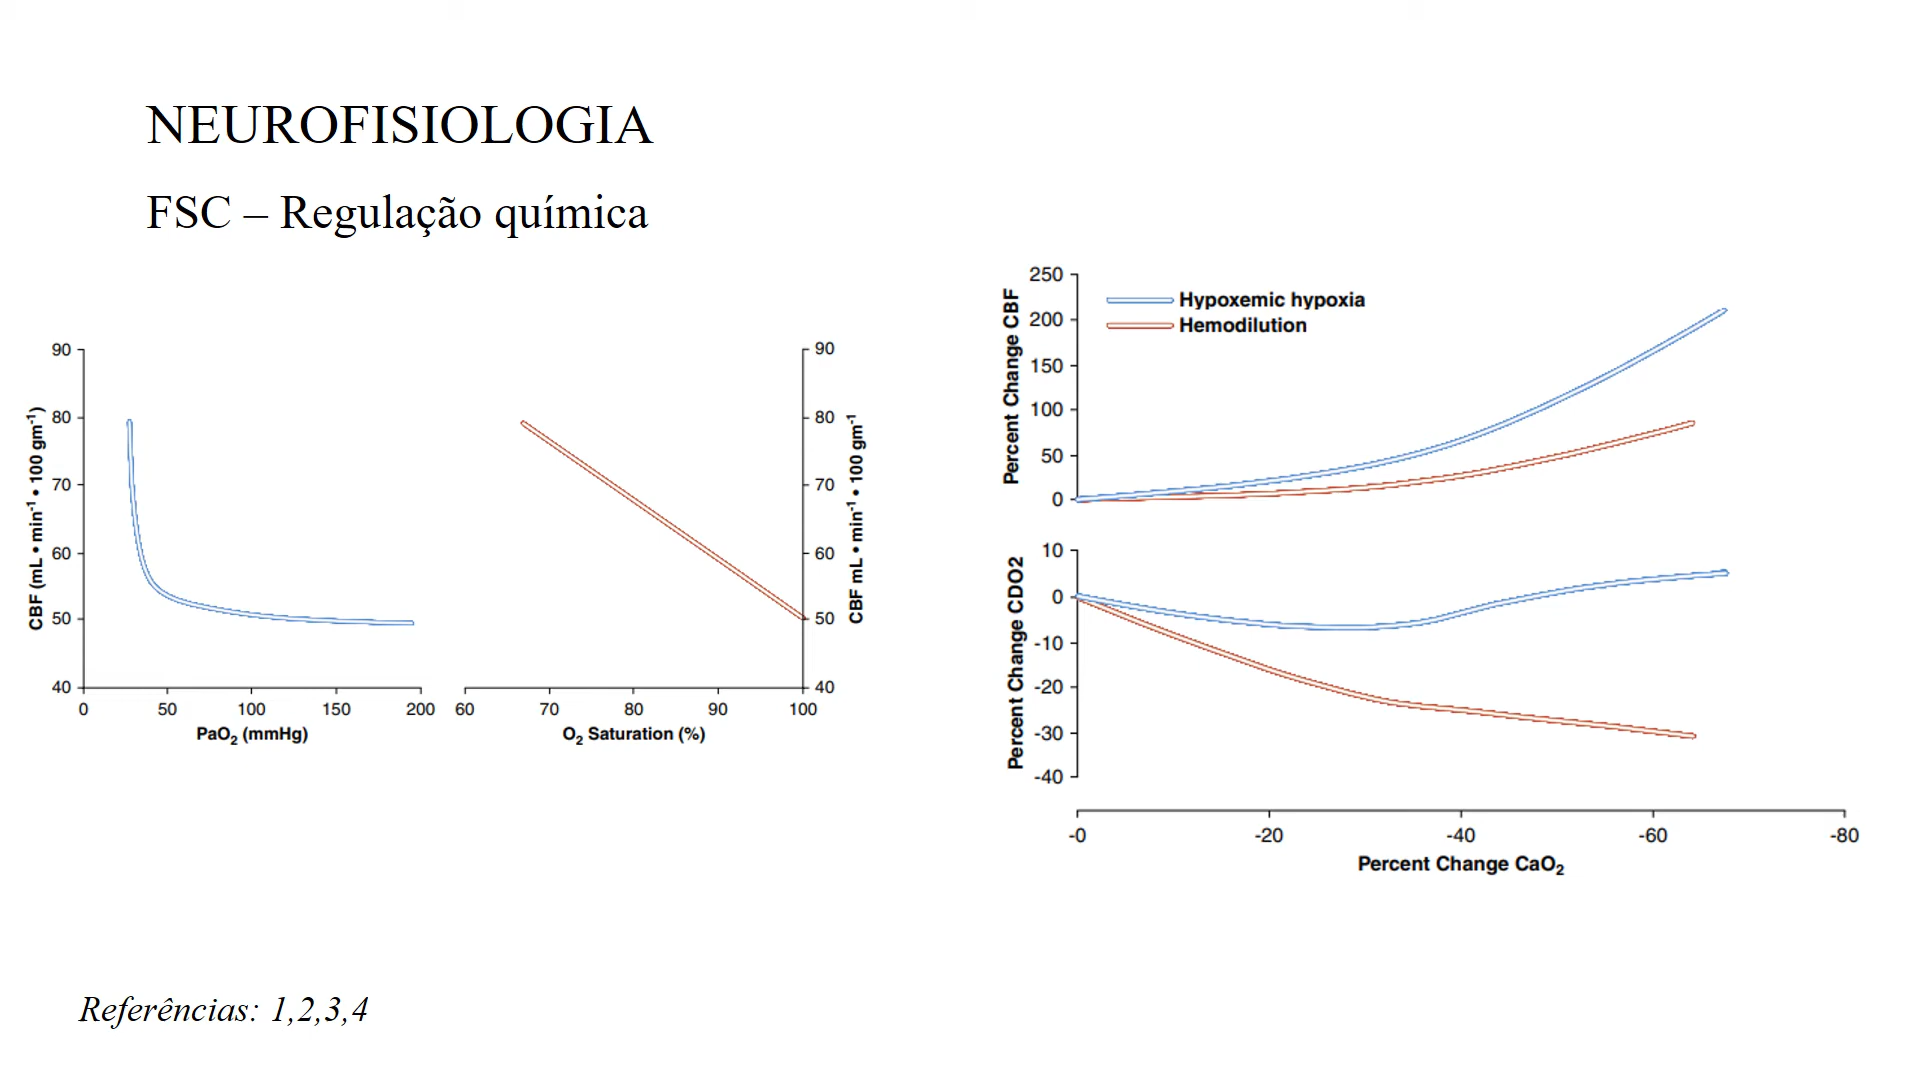 NEUROFISIOLOGIA
FSC – Regulação química
90
80
70
60
50
40
CBF (mL • min⁻¹ • 100 gm⁻¹)
0 50 100 150 200
PaO₂ (mmHg)
60 70 80 90 100
O₂ Saturation (%)
90
80
70
60
50
40
CBF mL • min⁻¹ • 100 gm⁻¹
250
200
150
100
50
0
Percent Change CBF
Hypoxemic hypoxia
Hemodilution
10
0
-10
-20
-30
-40
Percent Change CDO2
-0 -20 -40 -60 -80
Percent Change CaO₂
Referências: 1,2,3,4